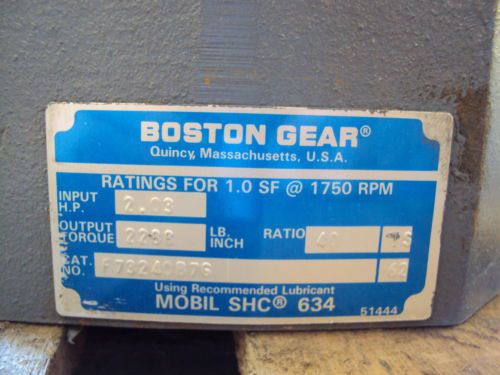 BOSTON GEAR®
Quincy, Massachusetts, U.S.A.
RATINGS FOR 1.0 SF @ 1750 RPM
INPUT H.P. 2.03
OUTPUT TORQUE LB. INCH RATIO 40 S
CAT. NO. 62
Using Recommended Lubricant
MOBIL SHC® 634
51444